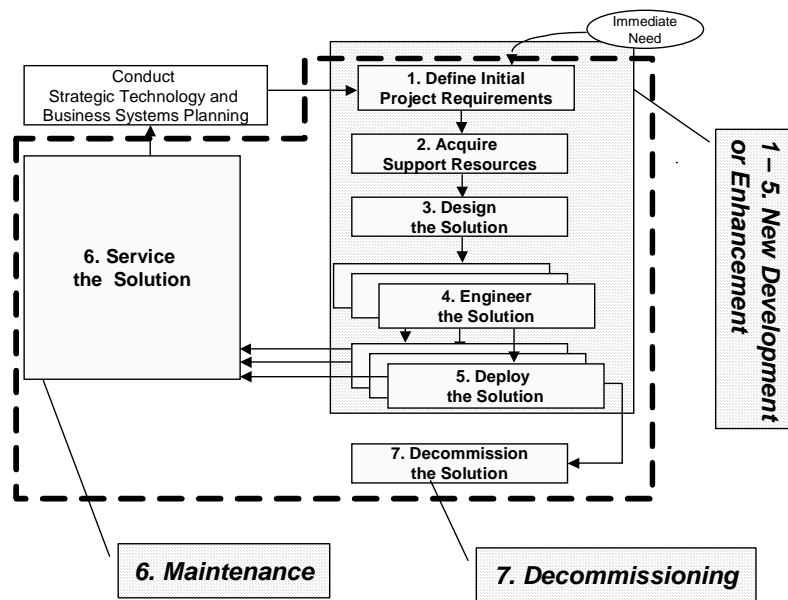 Immediate
Need
Conduct
Strategic Technology and
Business Systems Planning
1. Define Initial
Project Requirements
2. Acquire
Support Resources
3. Design
the Solution
6. Service
the Solution
4. Engineer
the Solution
5. Deploy
the Solution
7. Decommission
the Solution
1 – 5. New Development
or Enhancement
6. Maintenance
7. Decommissioning